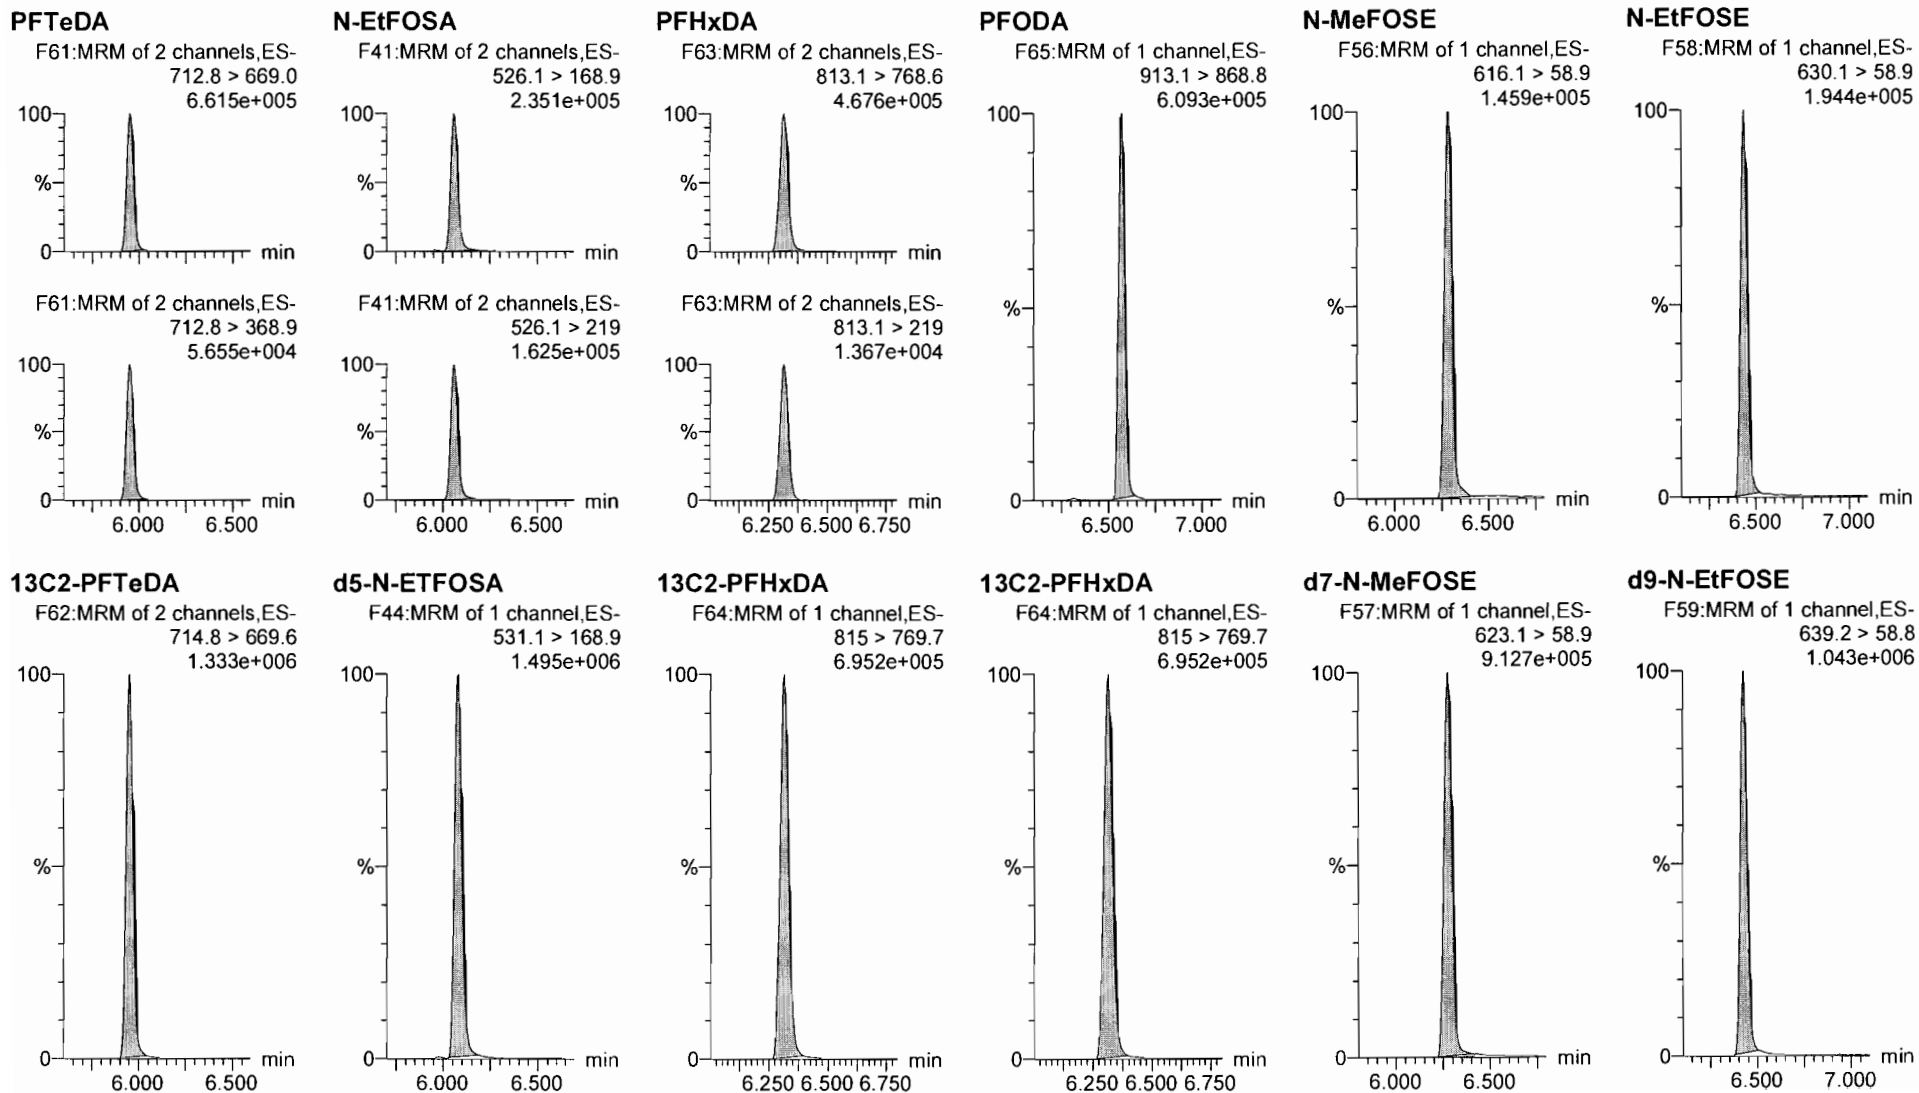 PFTeDA
F61:MRM of 2 channels,ES-
712.8 > 669.0
6.615e+005
100
%
0
min
F61:MRM of 2 channels,ES-
712.8 > 368.9
5.655e+004
100
%
0
min
6.000 6.500
N-EtFOSA
F41:MRM of 2 channels,ES-
526.1 > 168.9
2.351e+005
100
%
0
min
F41:MRM of 2 channels,ES-
526.1 > 219
1.625e+005
100
%
0
min
6.000 6.500
PFHxDA
F63:MRM of 2 channels,ES-
813.1 > 768.6
4.676e+005
100
%
0
min
F63:MRM of 2 channels,ES-
813.1 > 219
1.367e+004
100
%
0
min
6.250 6.500 6.750
PFODA
F65:MRM of 1 channel,ES-
913.1 > 868.8
6.093e+005
100
%
0
min
6.500 7.000
N-MeFOSE
F56:MRM of 1 channel,ES-
616.1 > 58.9
1.459e+005
100
%
0
min
6.000 6.500
N-EtFOSE
F58:MRM of 1 channel,ES-
630.1 > 58.9
1.944e+005
100
%
0
min
6.500 7.000
13C2-PFTeDA
F62:MRM of 2 channels,ES-
714.8 > 669.6
1.333e+006
100
%
0
min
6.000 6.500
d5-N-ETFOSA
F44:MRM of 1 channel,ES-
531.1 > 168.9
1.495e+006
100
%
0
min
6.000 6.500
13C2-PFHxDA
F64:MRM of 1 channel,ES-
815 > 769.7
6.952e+005
100
%
0
min
6.250 6.500 6.750
13C2-PFHxDA
F64:MRM of 1 channel,ES-
815 > 769.7
6.952e+005
100
%
0
min
6.250 6.500 6.750
d7-N-MeFOSE
F57:MRM of 1 channel,ES-
623.1 > 58.9
9.127e+005
100
%
0
min
6.000 6.500
d9-N-EtFOSE
F59:MRM of 1 channel,ES-
639.2 > 58.8
1.043e+006
100
%
0
min
6.500 7.000